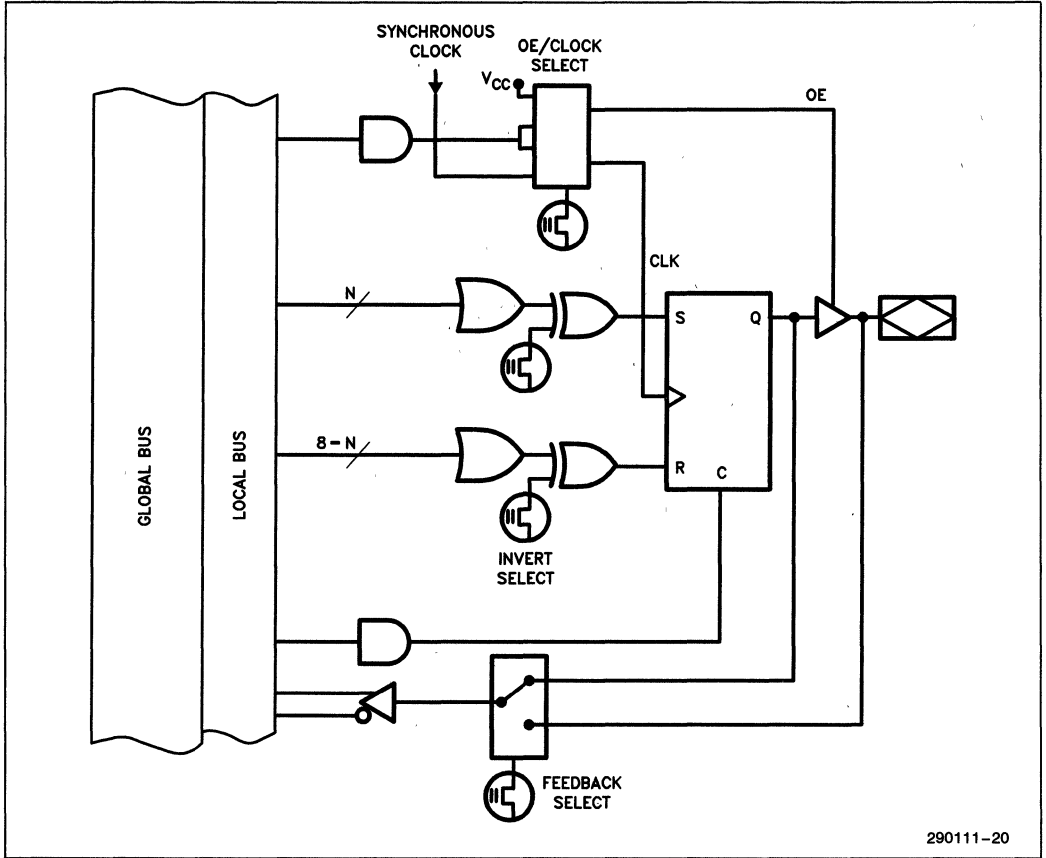 SYNCHRONOUS
CLOCK
OE/CLOCK
SELECT
VCC
OE
CLK
N
S
Q
8-N
R
C
GLOBAL BUS
LOCAL BUS
INVERT
SELECT
FEEDBACK
SELECT
290111-20